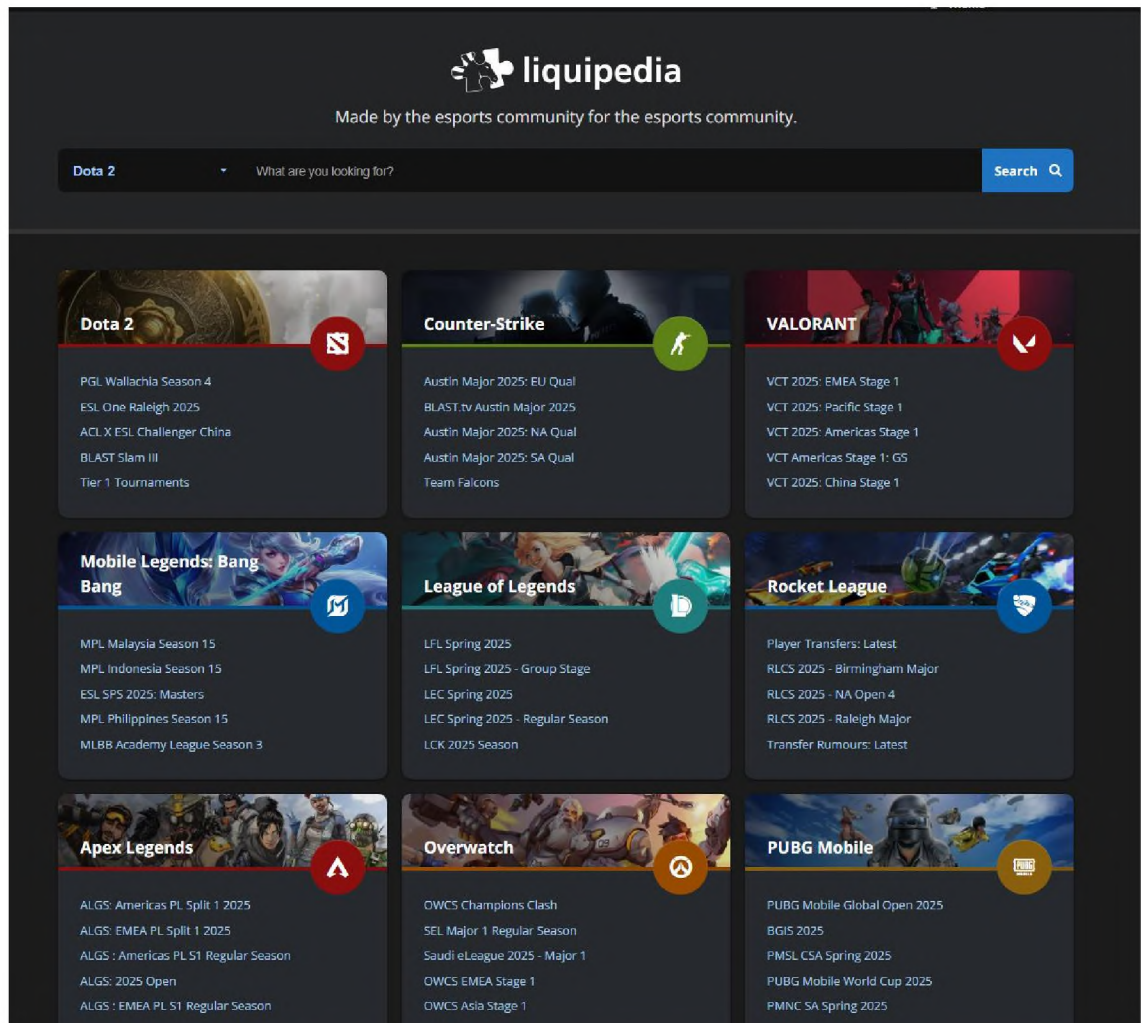 liquipedia
Made by the esports community for the esports community.
Dota 2
What are you looking for?
Search
Dota 2
PGL Wallachia Season 4
ESL One Raleigh 2025
ACL X ESL Challenger China
BLAST Slam III
Tier 1 Tournaments
Counter-Strike
Austin Major 2025: EU Qual
BLAST.tv Austin Major 2025
Austin Major 2025: NA Qual
Austin Major 2025: SA Qual
Team Falcons
VALORANT
VCT 2025: EMEA Stage 1
VCT 2025: Pacific Stage 1
VCT 2025: Americas Stage 1
VCT Americas Stage 1: GS
VCT 2025: China Stage 1
Mobile Legends: Bang
Bang
MPL Malaysia Season 15
MPL Indonesia Season 15
ESL SPS 2025: Masters
MPL Philippines Season 15
MLBB Academy League Season 3
League of Legends
LFL Spring 2025
LFL Spring 2025 - Group Stage
LEC Spring 2025
LEC Spring 2025 - Regular Season
LCK 2025 Season
Rocket League
Player Transfers: Latest
RLCS 2025 - Birmingham Major
RLCS 2025 - NA Open 4
RLCS 2025 - Raleigh Major
Transfer Rumours: Latest
Apex Legends
ALGS: Americas PL Split 1 2025
ALGS: EMEA PL Split 1 2025
ALGS : Americas PL S1 Regular Season
ALGS: 2025 Open
ALGS : EMEA PL S1 Regular Season
Overwatch
OWCS Champions Clash
SEL Major 1 Regular Season
Saudi eLeague 2025 - Major 1
OWCS EMEA Stage 1
OWCS Asia Stage 1
PUBG Mobile
PUBG
PUBG Mobile Global Open 2025
BGIS 2025
PMSL CSA Spring 2025
PUBG Mobile World Cup 2025
PMNC SA Spring 2025